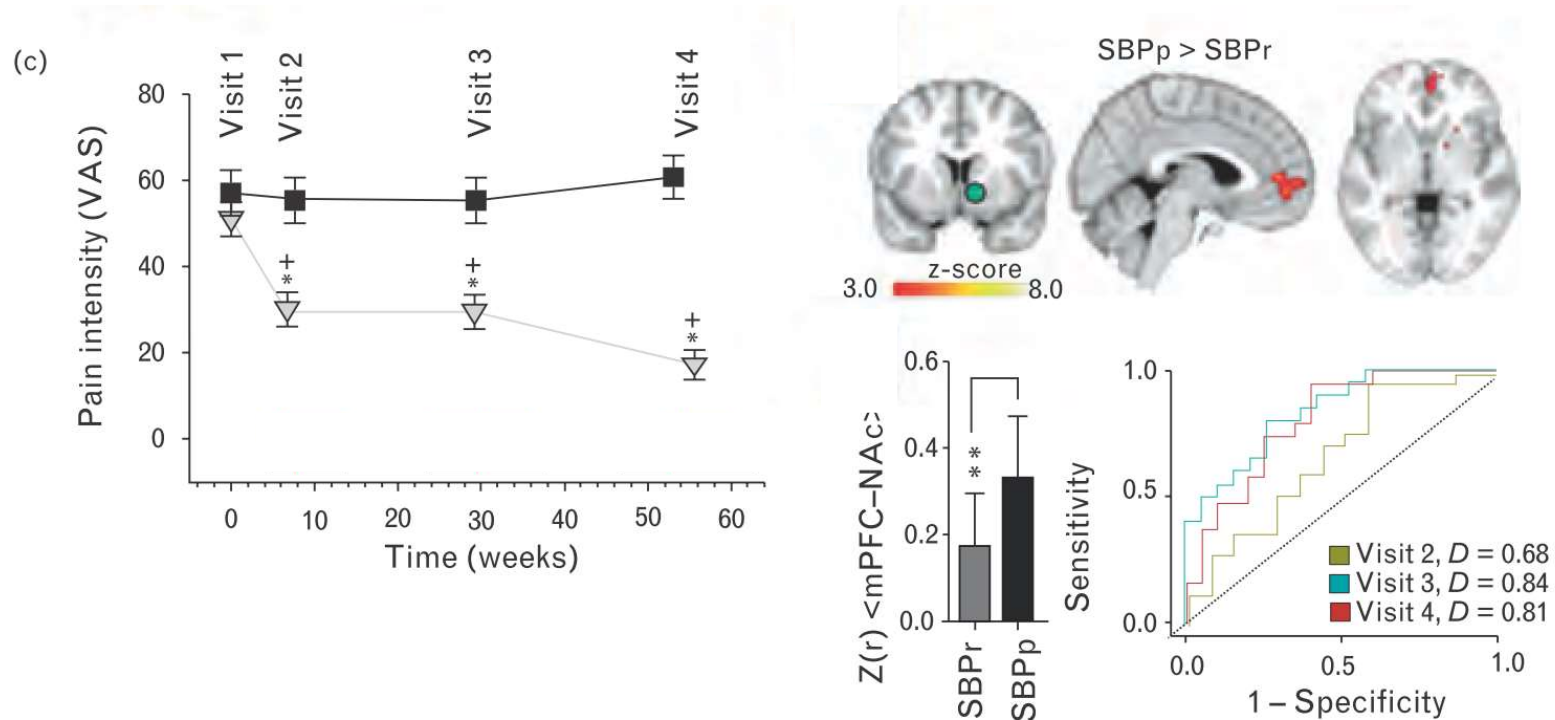 (c)
Visit 1
Visit 2
Visit 3
Visit 4
80
60
40
20
0
Pain intensity (VAS)
*+
*+
*+
0 10 20 30 40 50 60
Time (weeks)
SBPp > SBPr
z-score
3.0 8.0
0.6
0.4
0.2
0.0
Z(r) <mPFC–NAc>
**
SBPr
SBPp
1.0
0.5
0.0
Sensitivity
Visit 2, D = 0.68
Visit 3, D = 0.84
Visit 4, D = 0.81
0.0 0.5 1.0
1 – Specificity